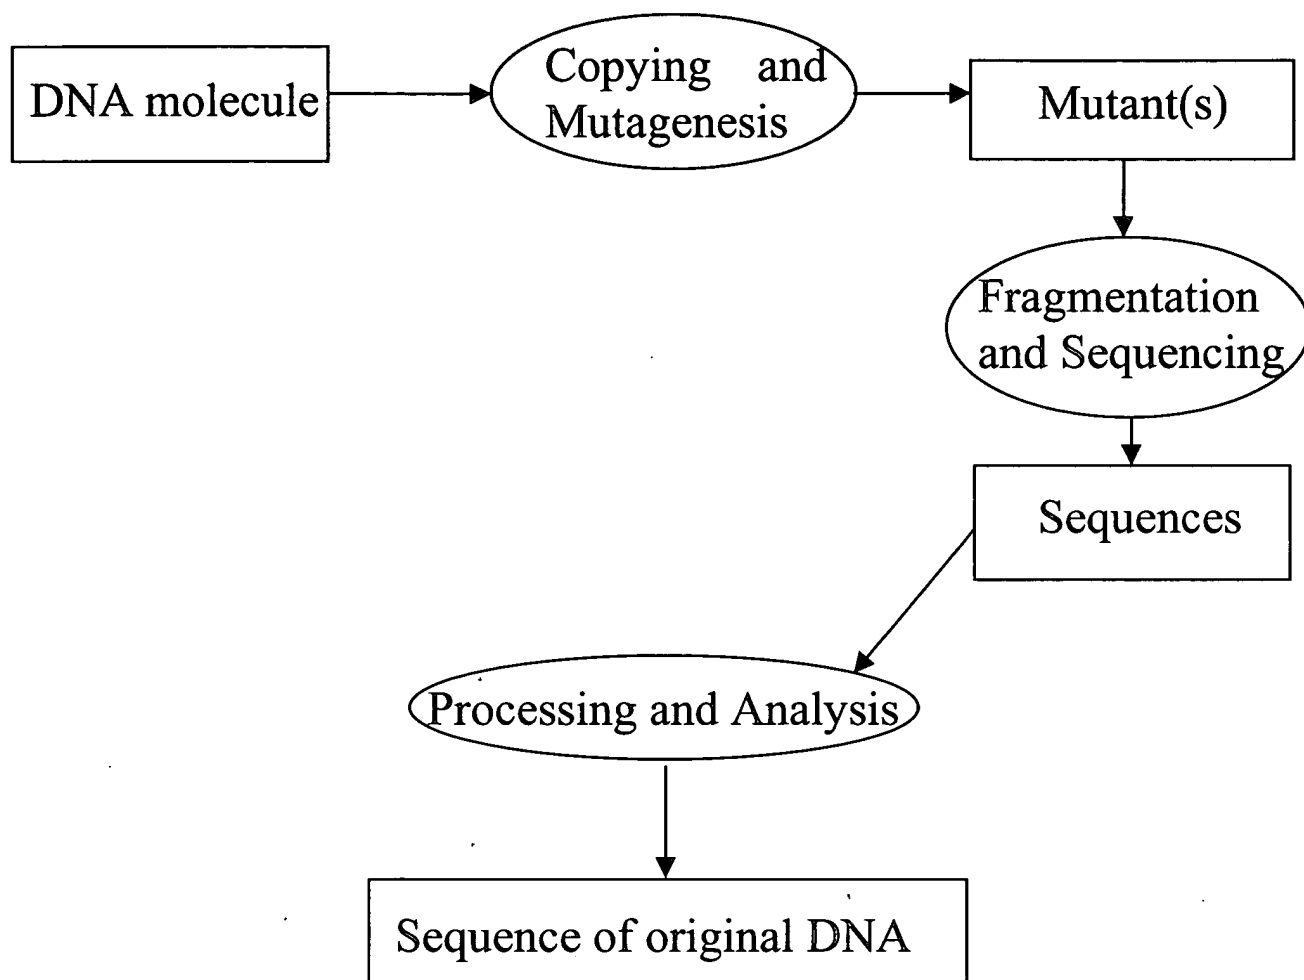 DNA molecule
Copying and
Mutagenesis
Mutant(s)
Fragmentation
and Sequencing
Sequences
Processing and Analysis
Sequence of original DNA